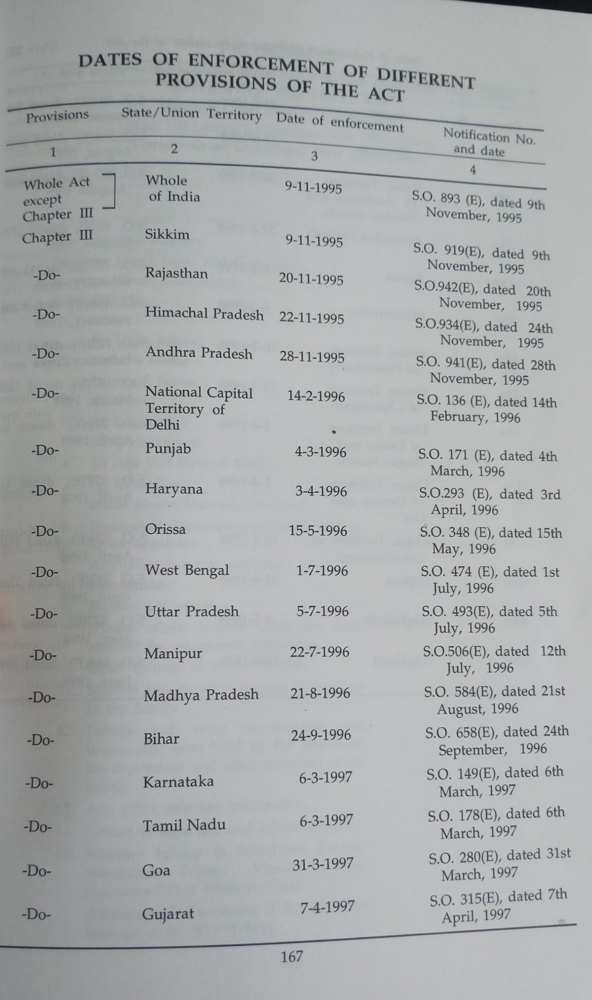 DATES OF ENFORCEMENT OF DIFFERENT
PROVISIONS OF THE ACT
Provisions State/Union Territory Date of enforcement Notification No.
and date
1 2 3 4
Whole Act Whole 9-11-1995 S.O. 893 (E), dated 9th
except of India November, 1995
Chapter III
Chapter III Sikkim 9-11-1995 S.O. 919(E), dated 9th
November, 1995
-Do- Rajasthan 20-11-1995 S.O.942(E), dated 20th
November, 1995
-Do- Himachal Pradesh 22-11-1995 S.O.934(E), dated 24th
November, 1995
-Do- Andhra Pradesh 28-11-1995 S.O. 941(E), dated 28th
November, 1995
-Do- National Capital 14-2-1996 S.O. 136 (E), dated 14th
Territory of February, 1996
Delhi
-Do- Punjab 4-3-1996 S.O. 171 (E), dated 4th
March, 1996
-Do- Haryana 3-4-1996 S.O.293 (E), dated 3rd
April, 1996
-Do- Orissa 15-5-1996 S.O. 348 (E), dated 15th
May, 1996
-Do- West Bengal 1-7-1996 S.O. 474 (E), dated 1st
July, 1996
-Do- Uttar Pradesh 5-7-1996 S.O. 493(E), dated 5th
July, 1996
-Do- Manipur 22-7-1996 S.O.506(E), dated 12th
July, 1996
-Do- Madhya Pradesh 21-8-1996 S.O. 584(E), dated 21st
August, 1996
-Do- Bihar 24-9-1996 S.O. 658(E), dated 24th
September, 1996
-Do- Karnataka 6-3-1997 S.O. 149(E), dated 6th
March, 1997
-Do- Tamil Nadu 6-3-1997 S.O. 178(E), dated 6th
March, 1997
-Do- Goa 31-3-1997 S.O. 280(E), dated 31st
March, 1997
-Do- Gujarat 7-4-1997 S.O. 315(E), dated 7th
April, 1997
167